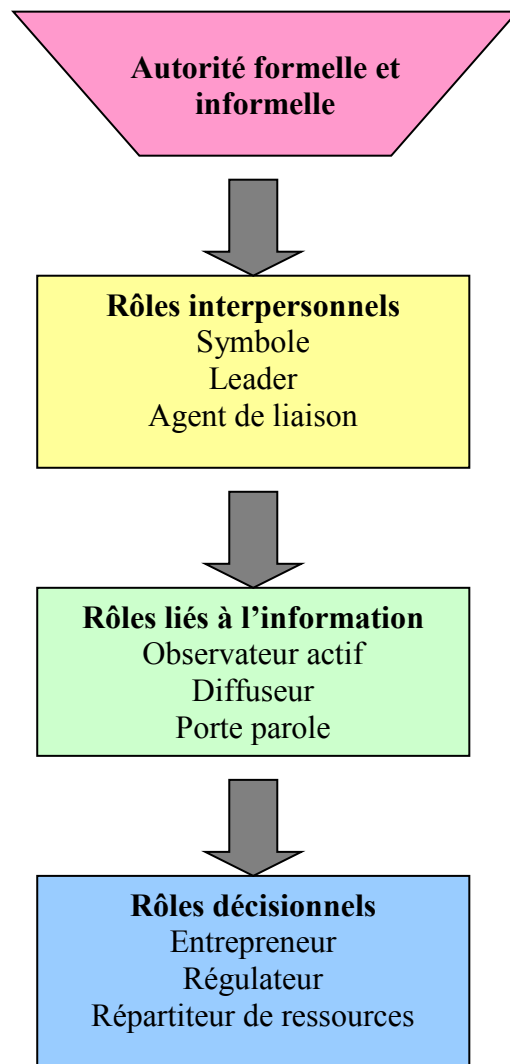 Autorité formelle et
informelle
Rôles interpersonnels
Symbole
Leader
Agent de liaison
Rôles liés à l’information
Observateur actif
Diffuseur
Porte parole
Rôles décisionnels
Entrepreneur
Régulateur
Répartiteur de ressources